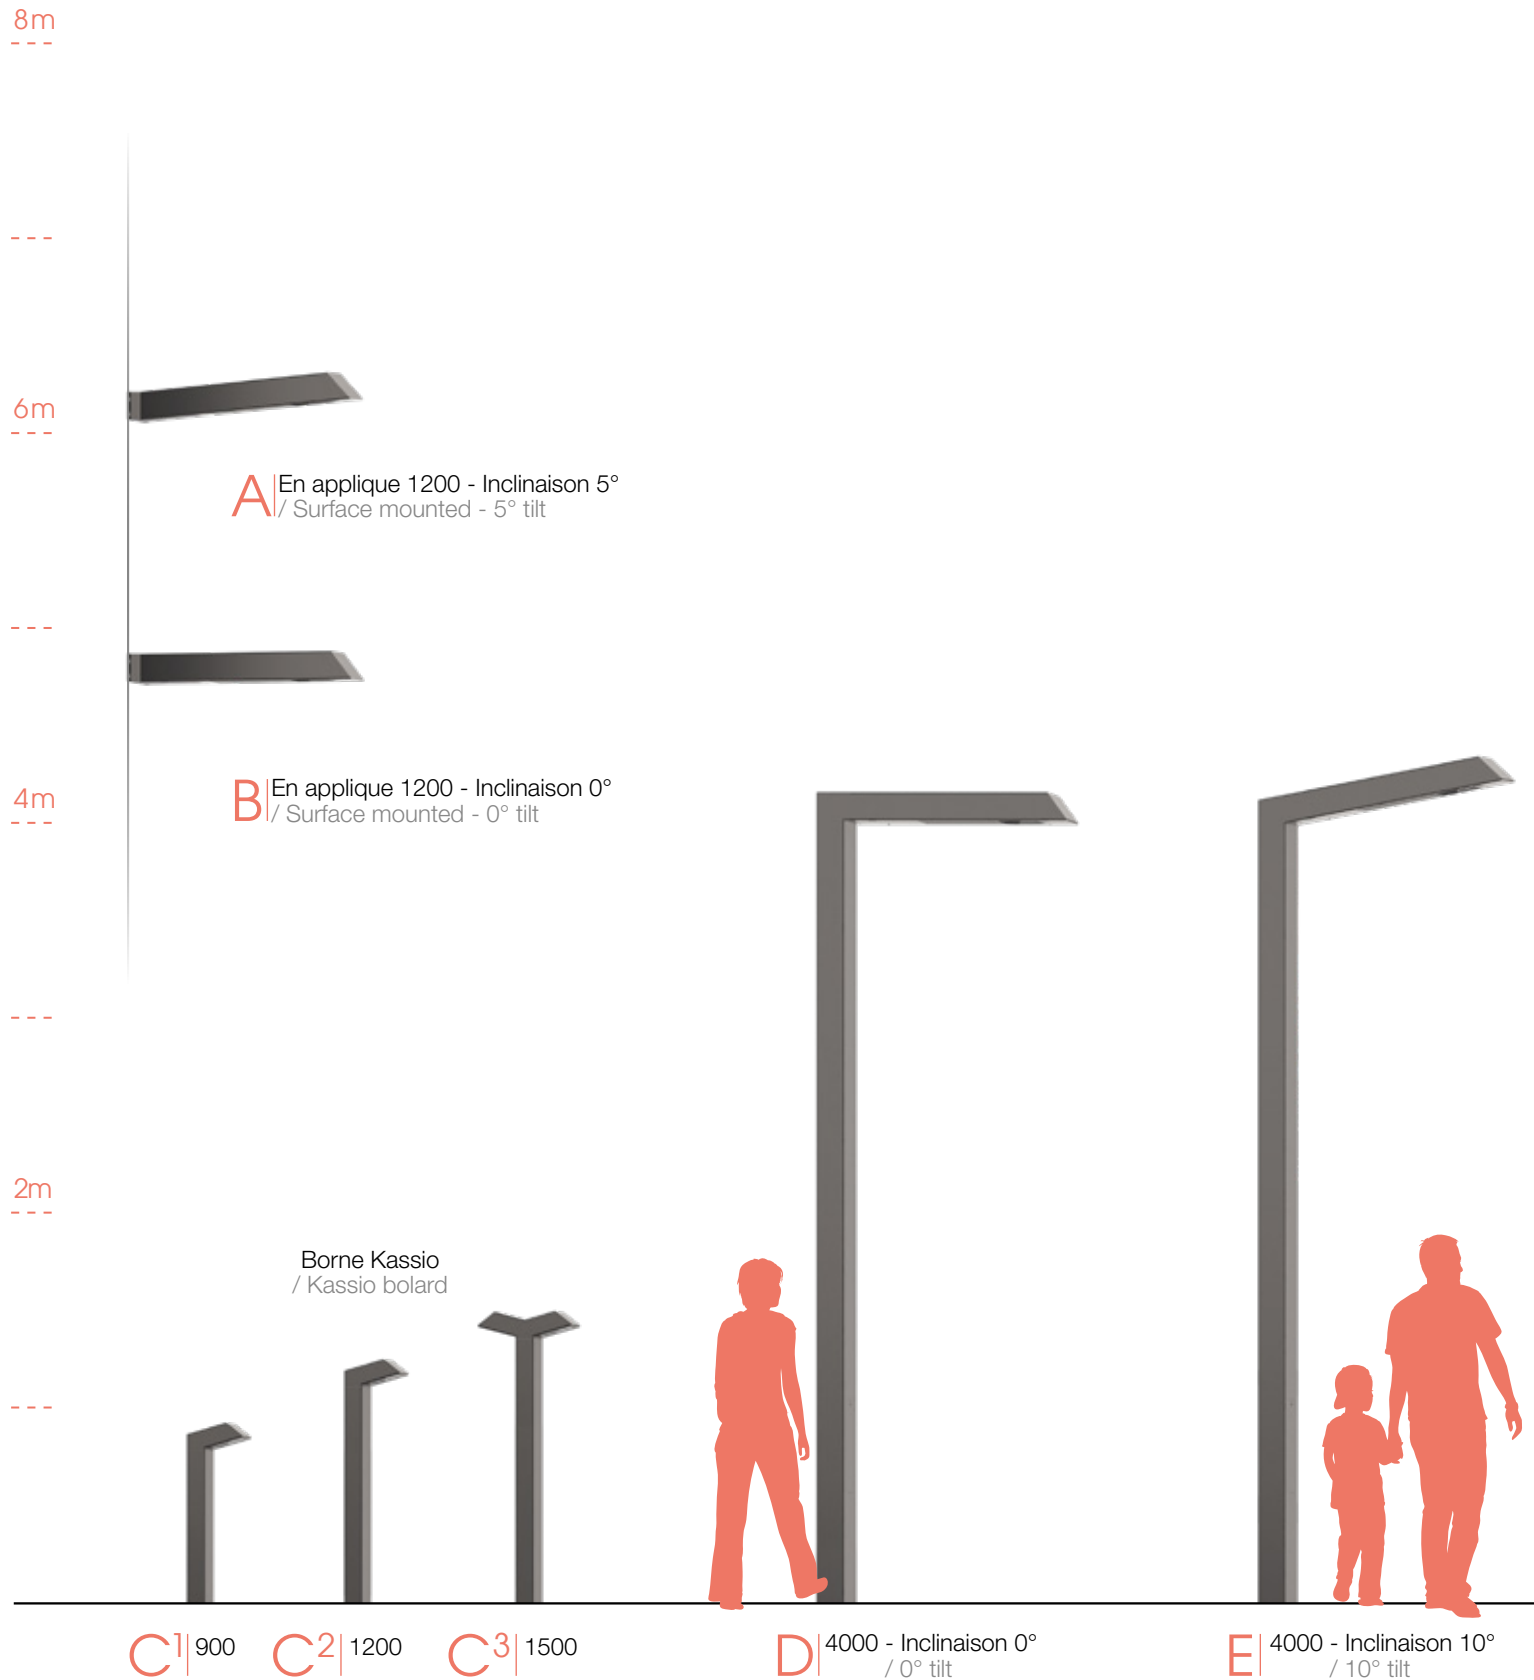 8m
6m
A En applique 1200 - Inclinaison 5°
/ Surface mounted - 5° tilt
4m
B En applique 1200 - Inclinaison 0°
/ Surface mounted - 0° tilt
2m
Borne Kassio
/ Kassio bolard
C1 900
C2 1200
C3 1500
D 4000 - Inclinaison 0°
/ 0° tilt
E 4000 - Inclinaison 10°
/ 10° tilt